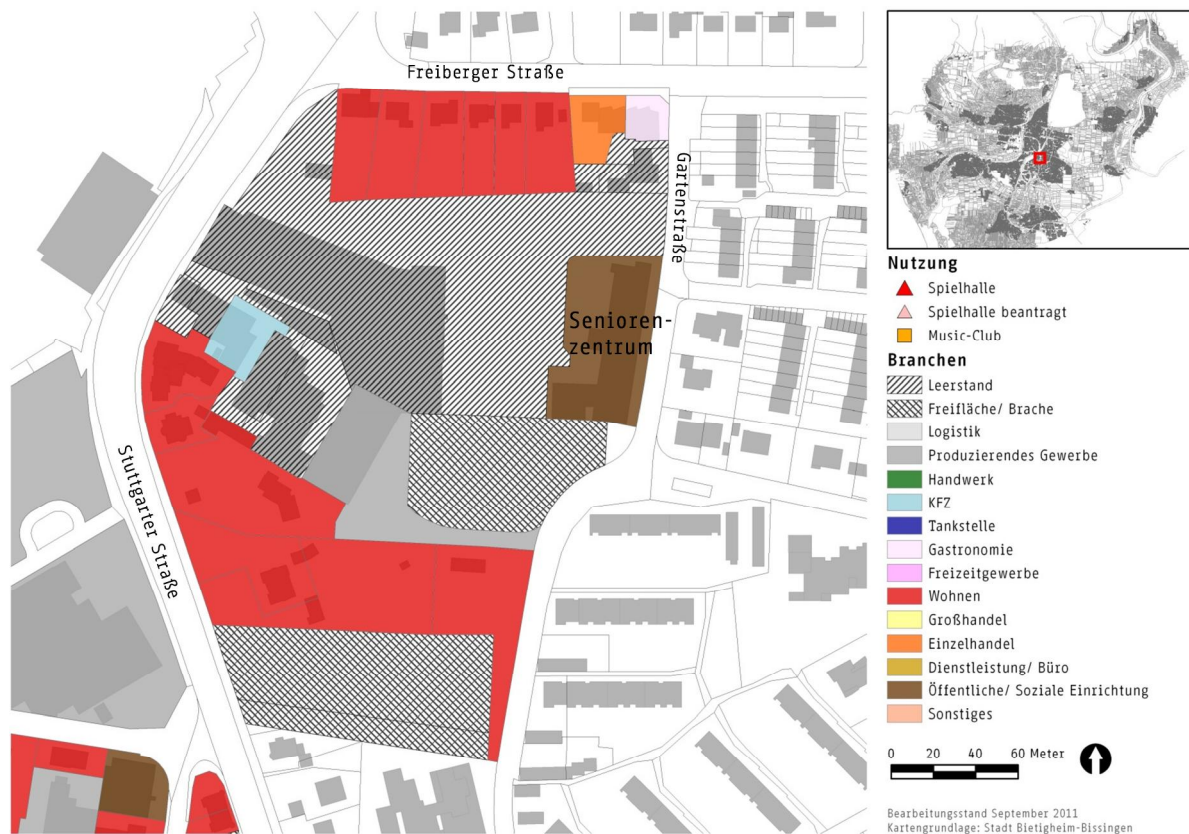 Freiberger Straße
Gartenstraße
Senioren-
zentrum
Stuttgarter Straße
Nutzung
Spielhalle
Spielhalle beantragt
Music-Club
Branchen
Leerstand
Freifläche/ Brache
Logistik
Produzierendes Gewerbe
Handwerk
KFZ
Tankstelle
Gastronomie
Freizeitgewerbe
Wohnen
Großhandel
Einzelhandel
Dienstleistung/ Büro
Öffentliche/ Soziale Einrichtung
Sonstiges
0 20 40 60 Meter
Bearbeitungsstand September 2011
Kartengrundlage: Stadt Bietigheim-Bissingen